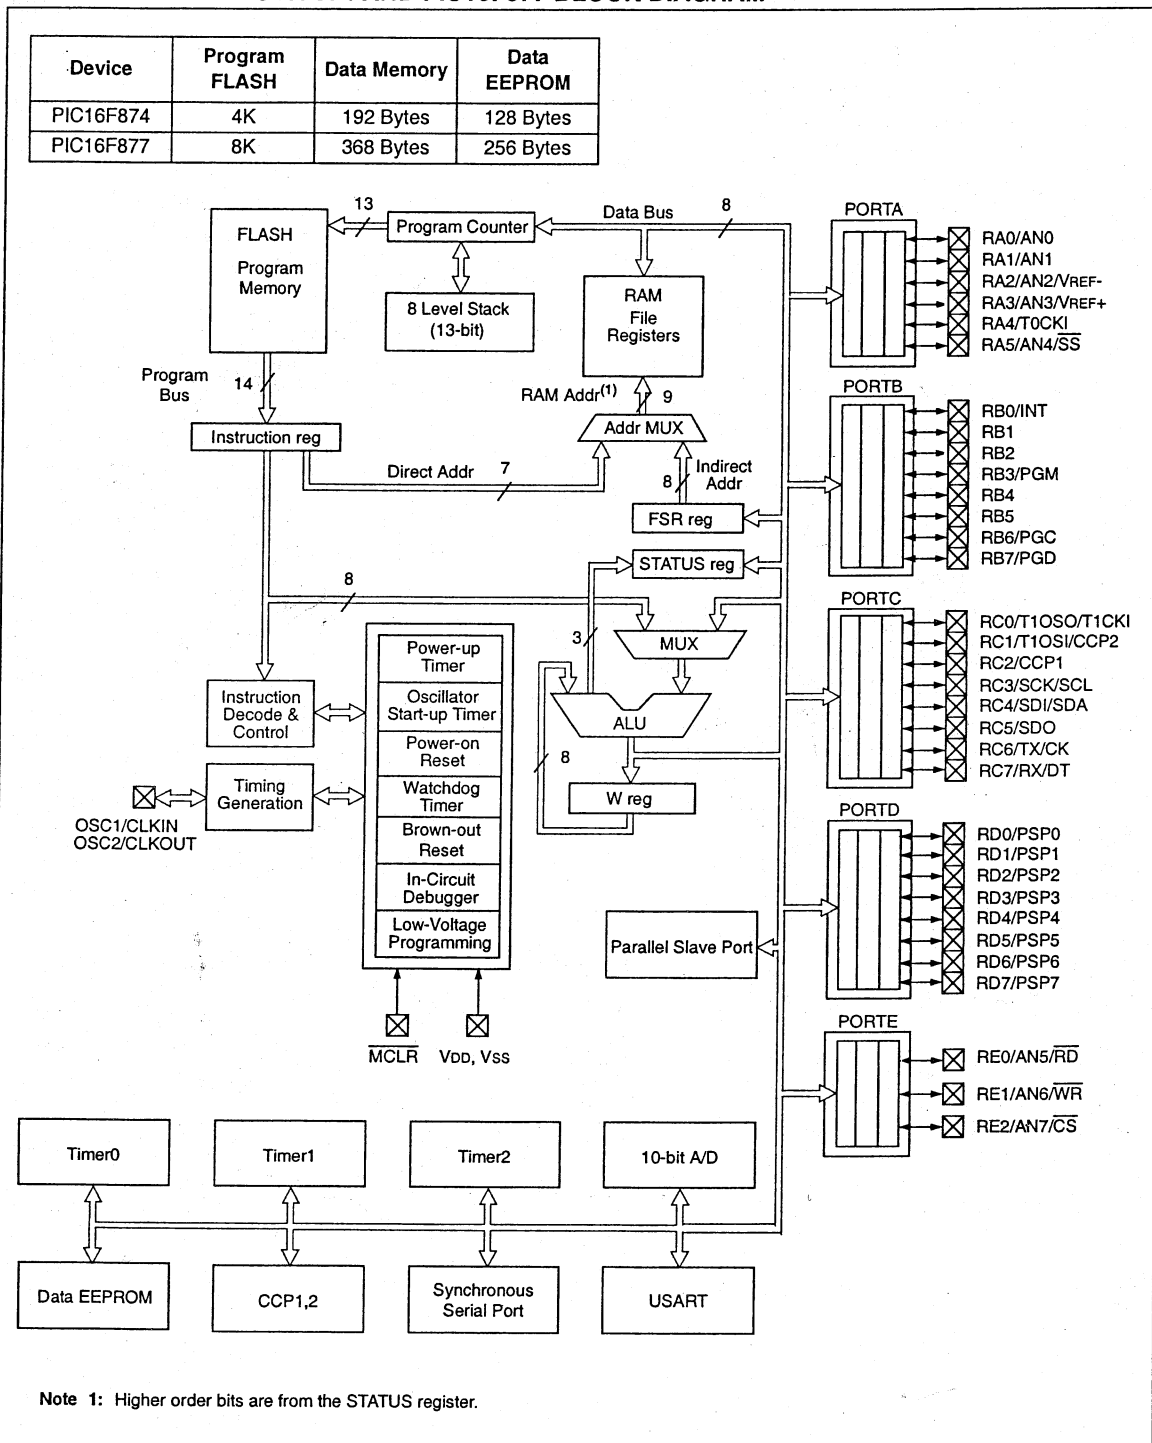 Device
Program FLASH
Data Memory
Data EEPROM
PIC16F874
4K
192 Bytes
128 Bytes
PIC16F877
8K
368 Bytes
256 Bytes
FLASH
Program
Memory
13
Program Counter
Data Bus
8
8 Level Stack
(13-bit)
RAM
File
Registers
Program
Bus
14
RAM Addr(1)
9
Addr MUX
Instruction reg
Direct Addr
7
8
Indirect
Addr
FSR reg
STATUS reg
8
3
MUX
ALU
8
W reg
Power-up
Timer
Oscillator
Start-up Timer
Power-on
Reset
Watchdog
Timer
Brown-out
Reset
In-Circuit
Debugger
Low-Voltage
Programming
Instruction
Decode &
Control
Timing
Generation
OSC1/CLKIN
OSC2/CLKOUT
MCLR
VDD, VSS
Parallel Slave Port
PORTA
RA0/AN0
RA1/AN1
RA2/AN2/VREF-
RA3/AN3/VREF+
RA4/T0CKI
RA5/AN4/SS
PORTB
RB0/INT
RB1
RB2
RB3/PGM
RB4
RB5
RB6/PGC
RB7/PGD
PORTC
RC0/T1OSO/T1CKI
RC1/T1OSI/CCP2
RC2/CCP1
RC3/SCK/SCL
RC4/SDI/SDA
RC5/SDO
RC6/TX/CK
RC7/RX/DT
PORTD
RD0/PSP0
RD1/PSP1
RD2/PSP2
RD3/PSP3
RD4/PSP4
RD5/PSP5
RD6/PSP6
RD7/PSP7
PORTE
RE0/AN5/RD
RE1/AN6/WR
RE2/AN7/CS
Timer0
Timer1
Timer2
10-bit A/D
Data EEPROM
CCP1,2
Synchronous
Serial Port
USART
Note 1: Higher order bits are from the STATUS register.